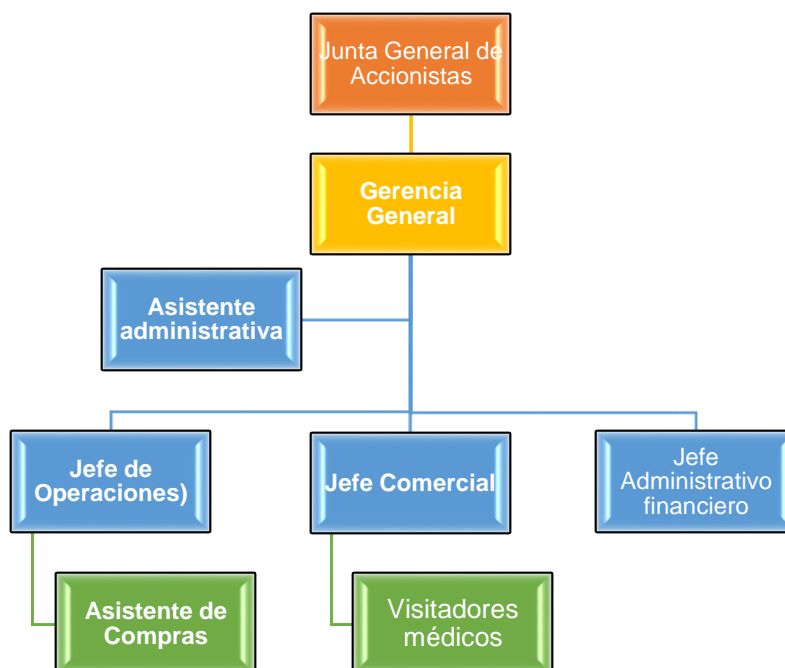 Junta General de
Accionistas
Gerencia
General
Asistente
administrativa
Jefe de
Operaciones)
Jefe Comercial
Jefe
Administrativo
financiero
Asistente de
Compras
Visitadores
médicos